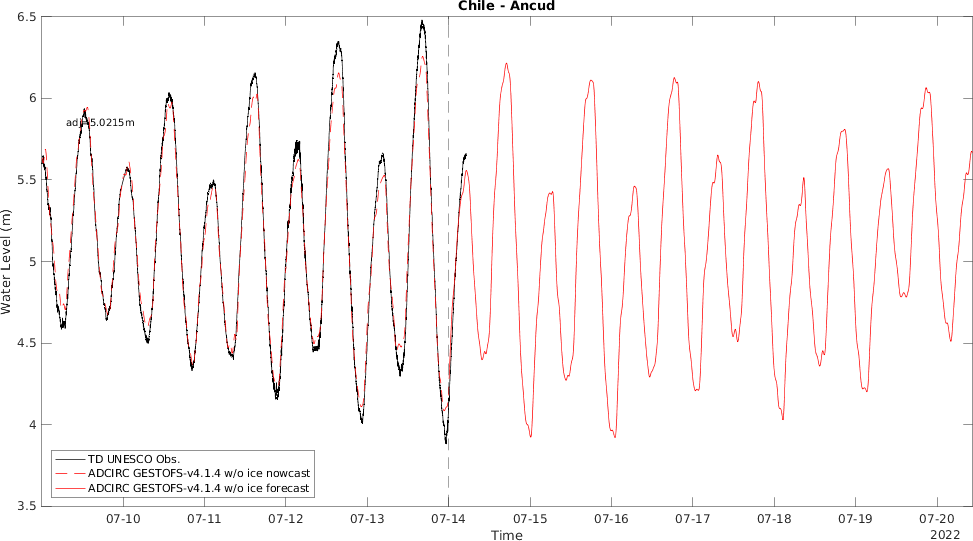 Chile - Ancud
6.5
6
5.5
5
4.5
4
3.5
Water Level (m)
adj=5.0215m
TD UNESCO Obs.
ADCIRC GESTOFS-v4.1.4 w/o ice nowcast
ADCIRC GESTOFS-v4.1.4 w/o ice forecast
07-10 07-11 07-12 07-13 07-14 07-15 07-16 07-17 07-18 07-19 07-20
Time
2022